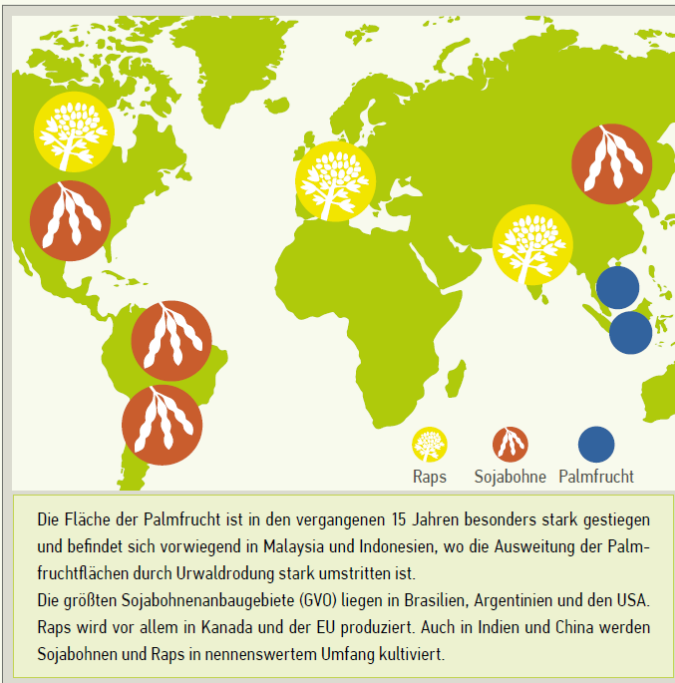 Raps Sojabohne Palmfrucht
Die Fläche der Palmfrucht ist in den vergangenen 15 Jahren besonders stark gestiegen
und befindet sich vorwiegend in Malaysia und Indonesien, wo die Ausweitung der Palm-
fruchtflächen durch Urwaldrodung stark umstritten ist.
Die größten Sojabohnenanbaugebiete (GVO) liegen in Brasilien, Argentinien und den USA.
Raps wird vor allem in Kanada und der EU produziert. Auch in Indien und China werden
Sojabohnen und Raps in nennenswertem Umfang kultiviert.